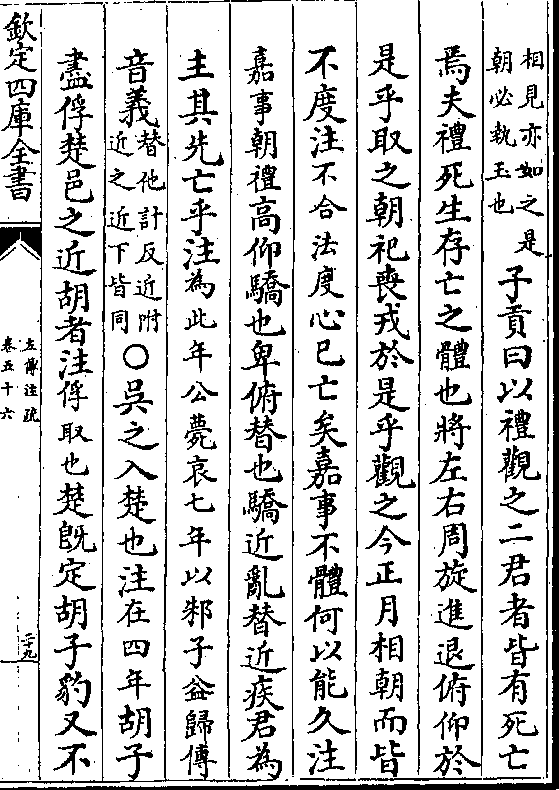 相見亦如之是
朝必執玉也
子貢曰以禮觀之二君者皆有死亡
焉夫禮死生存亡之體也將左右周旋進退俯仰於
是乎取之朝祀喪戎於是乎觀之今正月相朝而皆
不度注不合法度心已亡矣嘉事不體何以能久注
嘉事朝禮高仰驕也卑俯替也驕近亂替近疾君為
主其先亡乎注為此年公薨哀七年以邾子益歸傳
音義替他計反近附
近之近下皆同
〇吳之入楚也注在四年胡子
盡俘楚邑之近胡者注俘取也楚旣定胡子豹又不
欽定四庫全書
左傳注疏
卷五十六
二九